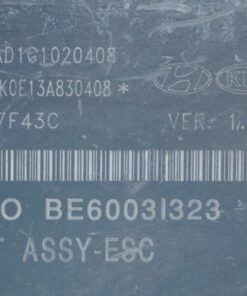 AD1G1020408
K0E13A830408*
7F43C VER: 1.
O BE6003I323
T ASSY-ESC